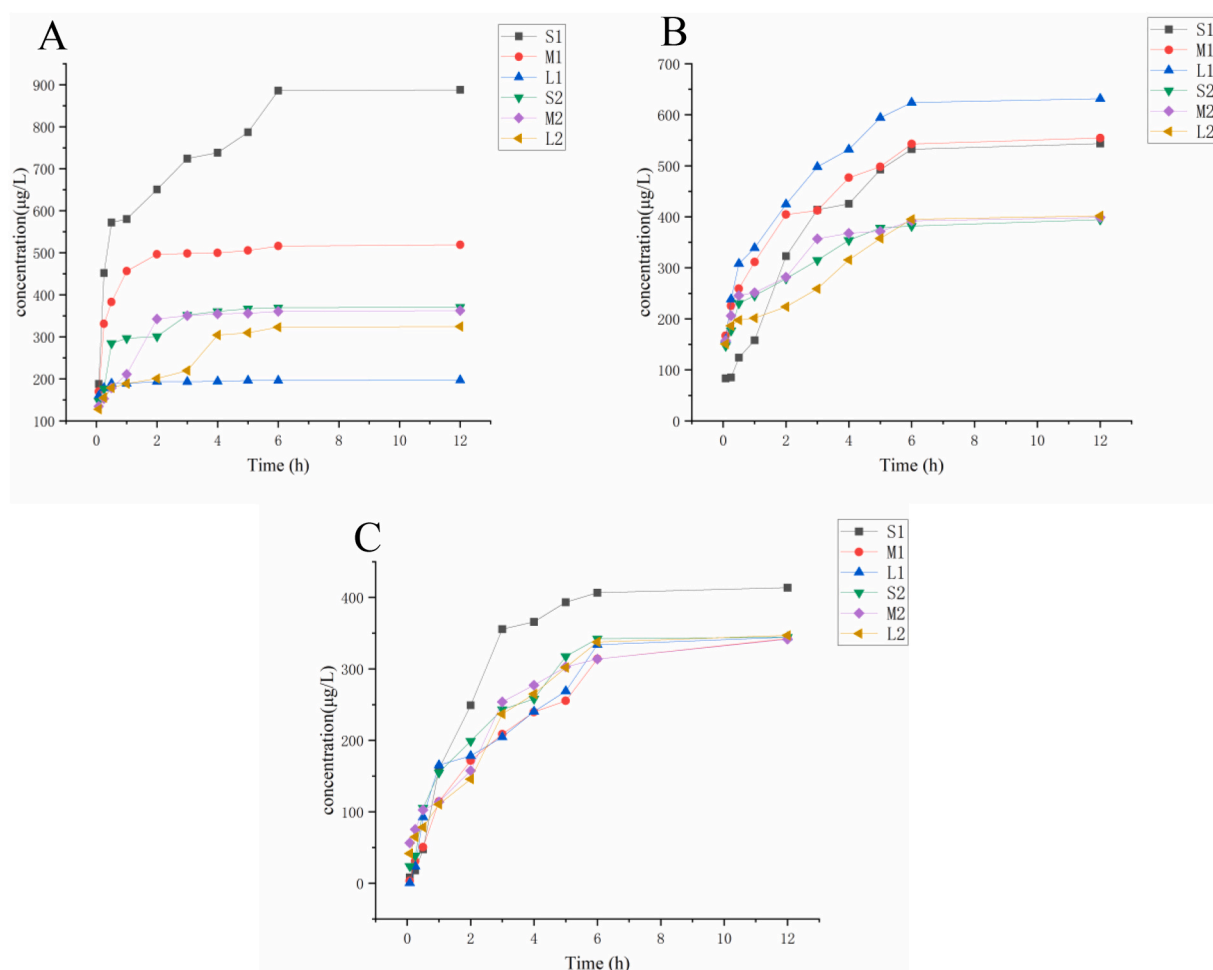 A
S1
M1
L1
S2
M2
L2
900
800
700
600
500
400
300
200
100
concentration(μg/L)
0 2 4 6 8 10 12
Time (h)
B
S1
M1
L1
S2
M2
L2
700
600
500
400
300
200
100
0
concentration(μg/L)
0 2 4 6 8 10 12
Time (h)
C
S1
M1
L1
S2
M2
L2
400
300
200
100
0
concentration(μg/L)
0 2 4 6 8 10 12
Time (h)